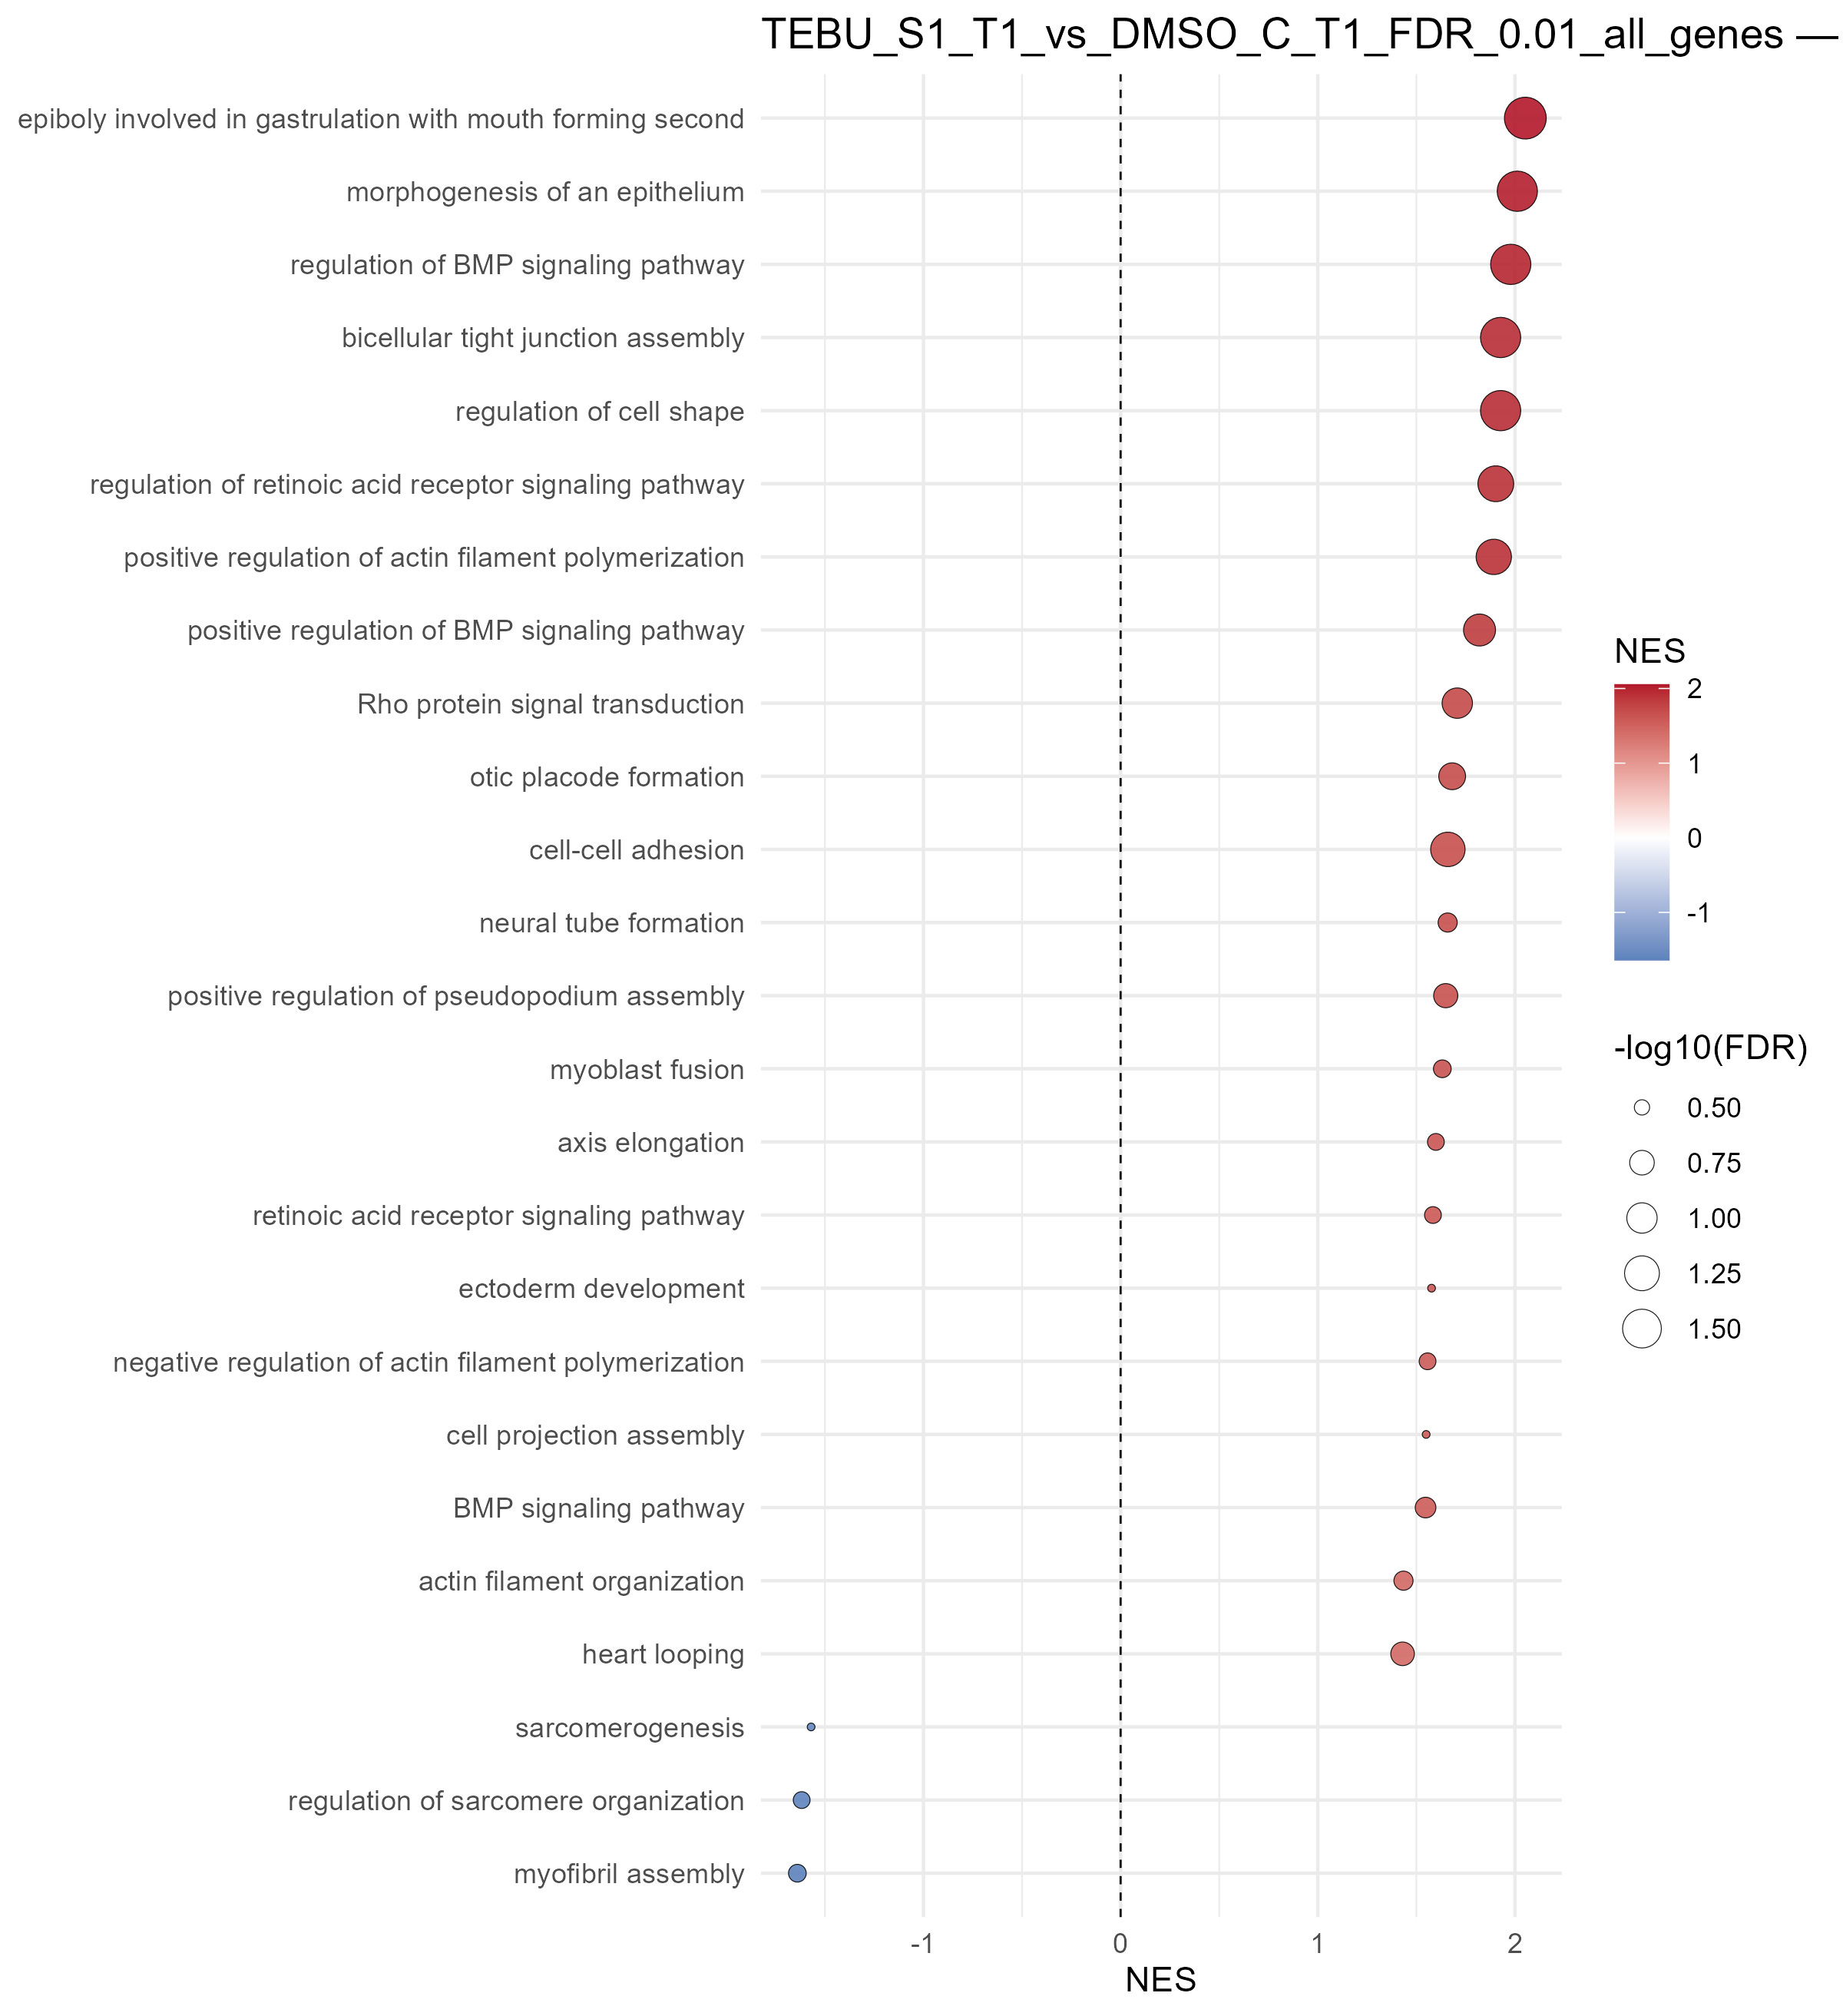 TEBU_S1_T1_vs_DMSO_C_T1_FDR_0.01_all_genes —
epiboly involved in gastrulation with mouth forming second
morphogenesis of an epithelium
regulation of BMP signaling pathway
bicellular tight junction assembly
regulation of cell shape
regulation of retinoic acid receptor signaling pathway
positive regulation of actin filament polymerization
positive regulation of BMP signaling pathway
Rho protein signal transduction
otic placode formation
cell-cell adhesion
neural tube formation
positive regulation of pseudopodium assembly
myoblast fusion
axis elongation
retinoic acid receptor signaling pathway
ectoderm development
negative regulation of actin filament polymerization
cell projection assembly
BMP signaling pathway
actin filament organization
heart looping
sarcomerogenesis
regulation of sarcomere organization
myofibril assembly
-1 0 1 2
NES
NES
2
1
0
-1
-log10(FDR)
0.50
0.75
1.00
1.25
1.50